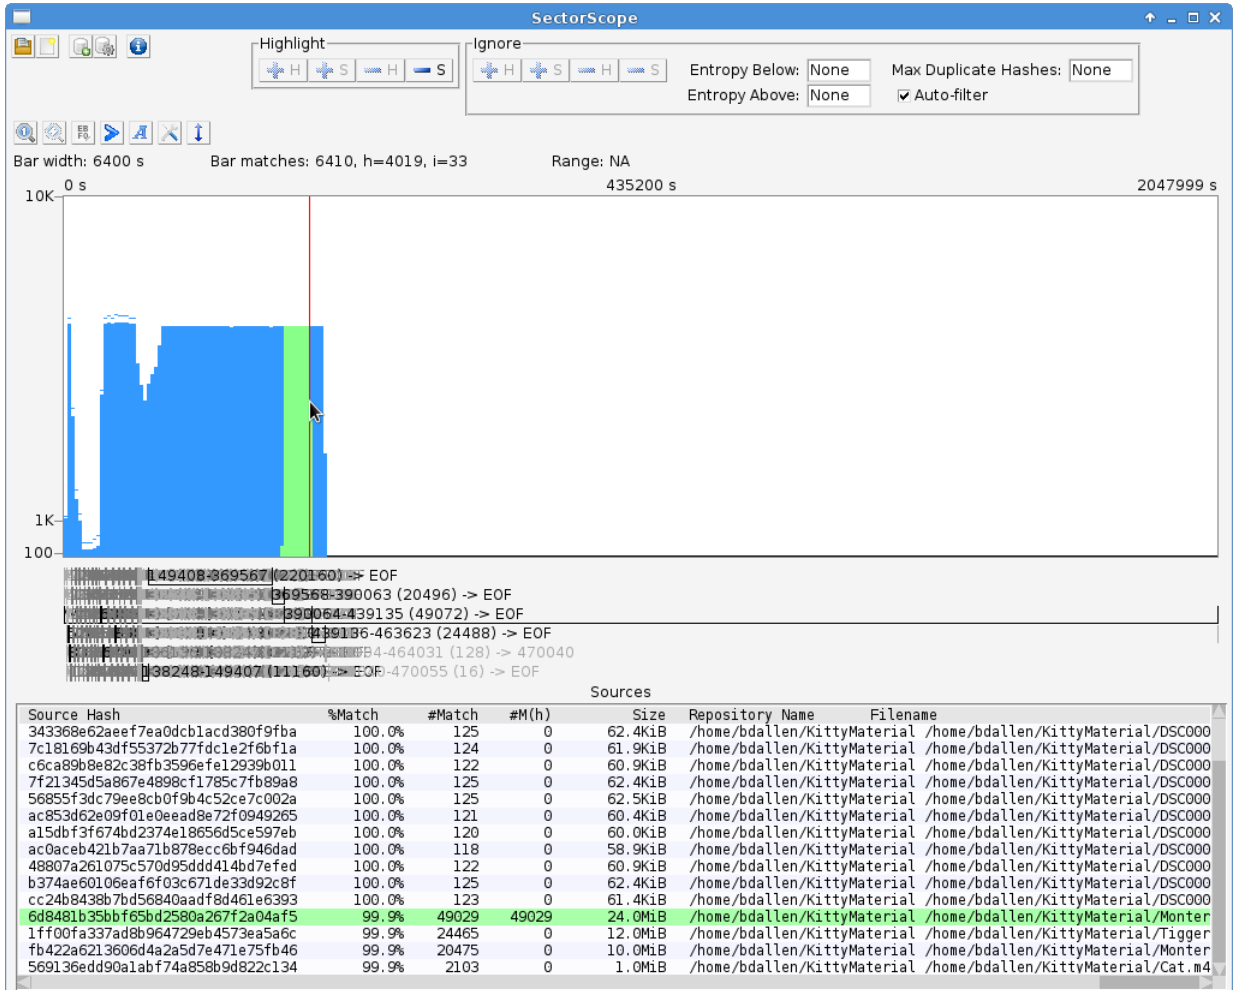 SectorScope
Highlight
Ignore
H S H S
H S H S
Entropy Below: None
Max Duplicate Hashes: None
Entropy Above: None
Auto-filter
EB
FQ.
A
Bar width: 6400 s
Bar matches: 6410, h=4019, i=33
Range: NA
0 s
435200 s
2047999 s
10K
1K
100
149408-369567 (220160) -> EOF
369568-390063 (20496) -> EOF
390064-439135 (49072) -> EOF
439136-463623 (24488) -> EOF
-464031 (128) -> 470040
138248-149407 (11160) -> EOF
-470055 (16) -> EOF
Sources
Source Hash %Match #Match #M(h) Size Repository Name Filename
343368e62aeef7ea0dcb1acd380f9fba 100.0% 125 0 62.4KiB /home/bdallen/KittyMaterial /home/bdallen/KittyMaterial/DSC000
7c18169b43df55372b77fdc1e2f6bf1a 100.0% 124 0 61.9KiB /home/bdallen/KittyMaterial /home/bdallen/KittyMaterial/DSC000
c6ca89b8e82c38fb3596efe12939b011 100.0% 122 0 60.9KiB /home/bdallen/KittyMaterial /home/bdallen/KittyMaterial/DSC000
7f21345d5a867e4898cf1785c7fb89a8 100.0% 125 0 62.4KiB /home/bdallen/KittyMaterial /home/bdallen/KittyMaterial/DSC000
56855f3dc79ee8cb0f9b4c52ce7c002a 100.0% 125 0 62.5KiB /home/bdallen/KittyMaterial /home/bdallen/KittyMaterial/DSC000
ac853d62e09f01e0eead8e72f0949265 100.0% 121 0 60.4KiB /home/bdallen/KittyMaterial /home/bdallen/KittyMaterial/DSC000
a15dbf3f674bd2374e18656d5ce597eb 100.0% 120 0 60.0KiB /home/bdallen/KittyMaterial /home/bdallen/KittyMaterial/DSC000
ac0aceb421b7aa71b878ecc6bf946dad 100.0% 118 0 58.9KiB /home/bdallen/KittyMaterial /home/bdallen/KittyMaterial/DSC000
48807a261075c570d95ddd414bd7efed 100.0% 122 0 60.9KiB /home/bdallen/KittyMaterial /home/bdallen/KittyMaterial/DSC000
b374ae60106eaf6f03c671de33d92c8f 100.0% 125 0 62.4KiB /home/bdallen/KittyMaterial /home/bdallen/KittyMaterial/DSC000
cc24b8438b7bd56840aadf8d461e6393 100.0% 123 0 61.4KiB /home/bdallen/KittyMaterial /home/bdallen/KittyMaterial/DSC000
6d8481b35bbf65bd2580a267f2a04af5 99.9% 49029 49029 24.0MiB /home/bdallen/KittyMaterial /home/bdallen/KittyMaterial/Monter
1ff00fa337ad8b964729eb4573ea5a6c 99.9% 24465 0 12.0MiB /home/bdallen/KittyMaterial /home/bdallen/KittyMaterial/Tigger
fb422a6213606d4a2a5d7e471e75fb46 99.9% 20475 0 10.0MiB /home/bdallen/KittyMaterial /home/bdallen/KittyMaterial/Monter
569136edd90a1abf74a858b9d822c134 99.9% 2103 0 1.0MiB /home/bdallen/KittyMaterial /home/bdallen/KittyMaterial/Cat.m4